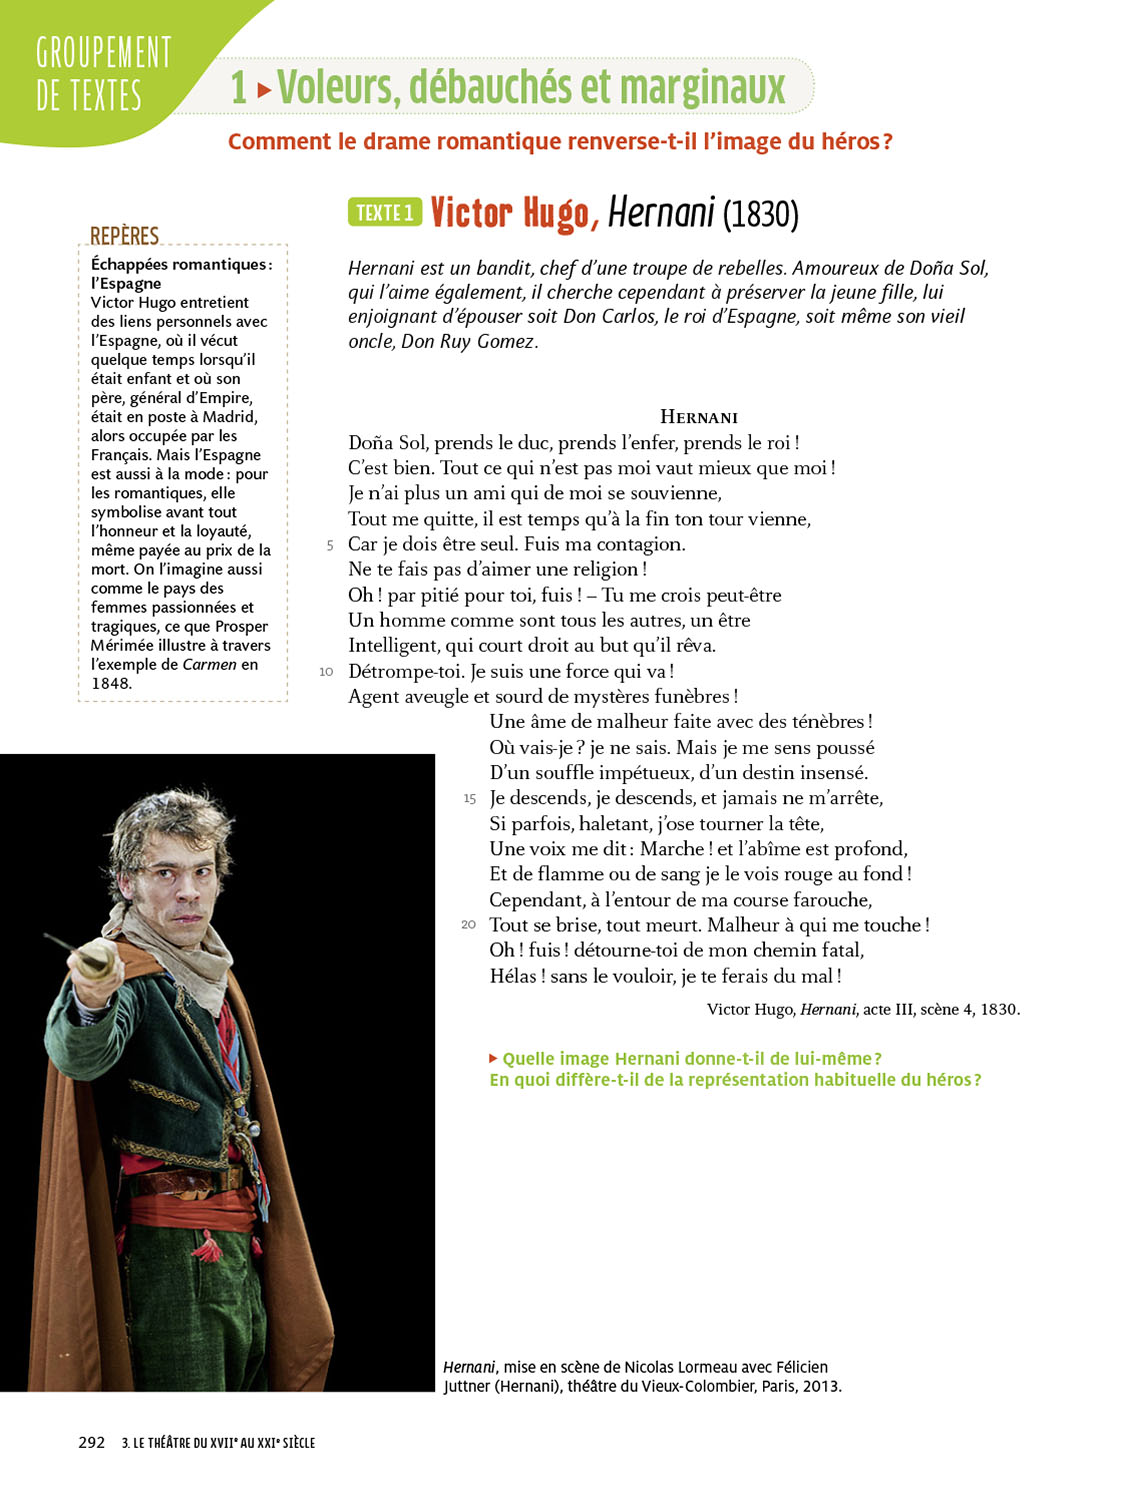 GROUPEMENT
DE TEXTES
1 ▸ Voleurs, débauchés et marginaux
Comment le drame romantique renverse-t-il l’image du héros ?
TEXTE 1 Victor Hugo, Hernani (1830)
REPÈRES
Échappées romantiques :
l’Espagne
Victor Hugo entretient
des liens personnels avec
l’Espagne, où il vécut
quelque temps lorsqu’il
était enfant et où son
père, général d’Empire,
était en poste à Madrid,
alors occupée par les
Français. Mais l’Espagne
est aussi à la mode : pour
les romantiques, elle
symbolise avant tout
l’honneur et la loyauté,
même payée au prix de la
mort. On l’imagine aussi
comme le pays des
femmes passionnées et
tragiques, ce que Prosper
Mérimée illustre à travers
l’exemple de Carmen en
1848.
Hernani est un bandit, chef d’une troupe de rebelles. Amoureux de Doña Sol,
qui l’aime également, il cherche cependant à préserver la jeune fille, lui
enjoignant d’épouser soit Don Carlos, le roi d’Espagne, soit même son vieil
oncle, Don Ruy Gomez.
HERNANI
Doña Sol, prends le duc, prends l’enfer, prends le roi !
C’est bien. Tout ce qui n’est pas moi vaut mieux que moi !
Je n’ai plus un ami qui de moi se souvienne,
Tout me quitte, il est temps qu’à la fin ton tour vienne,
5 Car je dois être seul. Fuis ma contagion.
Ne te fais pas d’aimer une religion !
Oh ! par pitié pour toi, fuis ! – Tu me crois peut-être
Un homme comme sont tous les autres, un être
Intelligent, qui court droit au but qu’il rêva.
10 Détrompe-toi. Je suis une force qui va !
Agent aveugle et sourd de mystères funèbres !
Une âme de malheur faite avec des ténèbres !
Où vais-je ? je ne sais. Mais je me sens poussé
D’un souffle impétueux, d’un destin insensé.
15 Je descends, je descends, et jamais ne m’arrête,
Si parfois, haletant, j’ose tourner la tête,
Une voix me dit : Marche ! et l’abîme est profond,
Et de flamme ou de sang je le vois rouge au fond !
Cependant, à l’entour de ma course farouche,
20 Tout se brise, tout meurt. Malheur à qui me touche !
Oh ! fuis ! détourne-toi de mon chemin fatal,
Hélas ! sans le vouloir, je te ferais du mal !
Victor Hugo, Hernani, acte III, scène 4, 1830.
▸ Quelle image Hernani donne-t-il de lui-même ?
En quoi diffère-t-il de la représentation habituelle du héros ?
Hernani, mise en scène de Nicolas Lormeau avec Félicien
Juttner (Hernani), théâtre du Vieux-Colombier, Paris, 2013.
292 3. LE THÉÂTRE DU XVIIe AU XXIe SIÈCLE